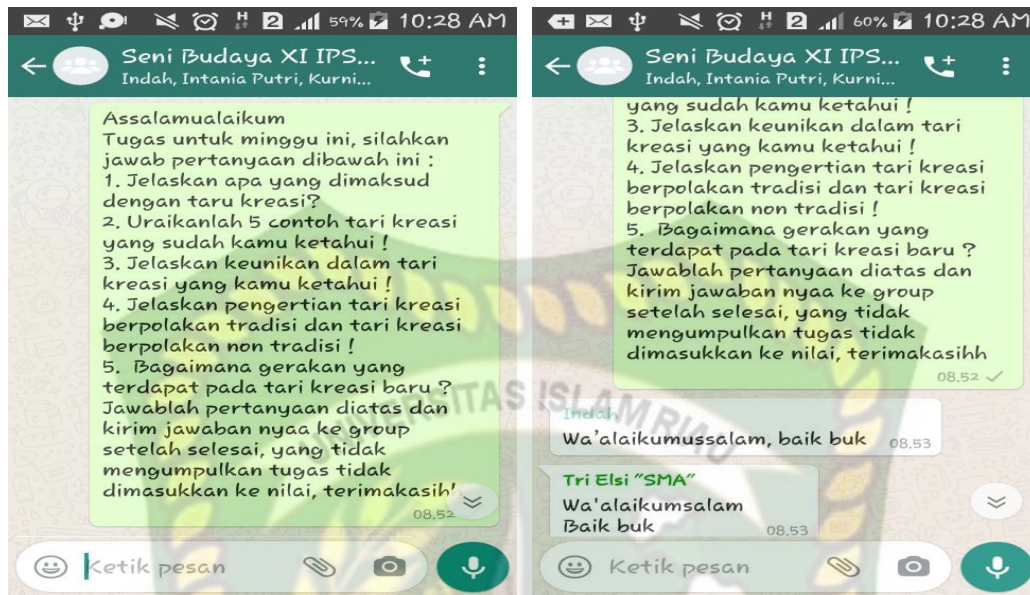 59% 10:28 AM
Seni Budaya XI IPS...
Indah, Intania Putri, Kurni...
Assalamualaikum
Tugas untuk minggu ini, silahkan
jawab pertanyaan dibawah ini :
1. Jelaskan apa yang dimaksud
dengan taru kreasi?
2. Uraikanlah 5 contoh tari kreasi
yang sudah kamu ketahui !
3. Jelaskan keunikan dalam tari
kreasi yang kamu ketahui !
4. Jelaskan pengertian tari kreasi
berpolakan tradisi dan tari kreasi
berpolakan non tradisi !
5. Bagaimana gerakan yang
terdapat pada tari kreasi baru ?
Jawablah pertanyaan diatas dan
kirim jawaban nyaa ke group
setelah selesai, yang tidak
mengumpulkan tugas tidak
dimasukkan ke nilai,
08.52
Ketik pesan
60% 10:28 AM
Seni Budaya XI IPS...
Indah, Intania Putri, Kurni...
yang sudah kamu ketahui !
3. Jelaskan keunikan dalam tari
kreasi yang kamu ketahui !
4. Jelaskan pengertian tari kreasi
berpolakan tradisi dan tari kreasi
berpolakan non tradisi !
5. Bagaimana gerakan yang
terdapat pada tari kreasi baru ?
Jawablah pertanyaan diatas dan
kirim jawaban nyaa ke group
setelah selesai, yang tidak
mengumpulkan tugas tidak
dimasukkan ke nilai, terimakasihh
08.52
Indah
Wa'alaikumussalam, baik buk 08.53
Tri Elsi "SMA"
Wa'alaikumsalam
Baik buk 08.53
Ketik pesan
UNIVERSITAS ISLAM RIAU